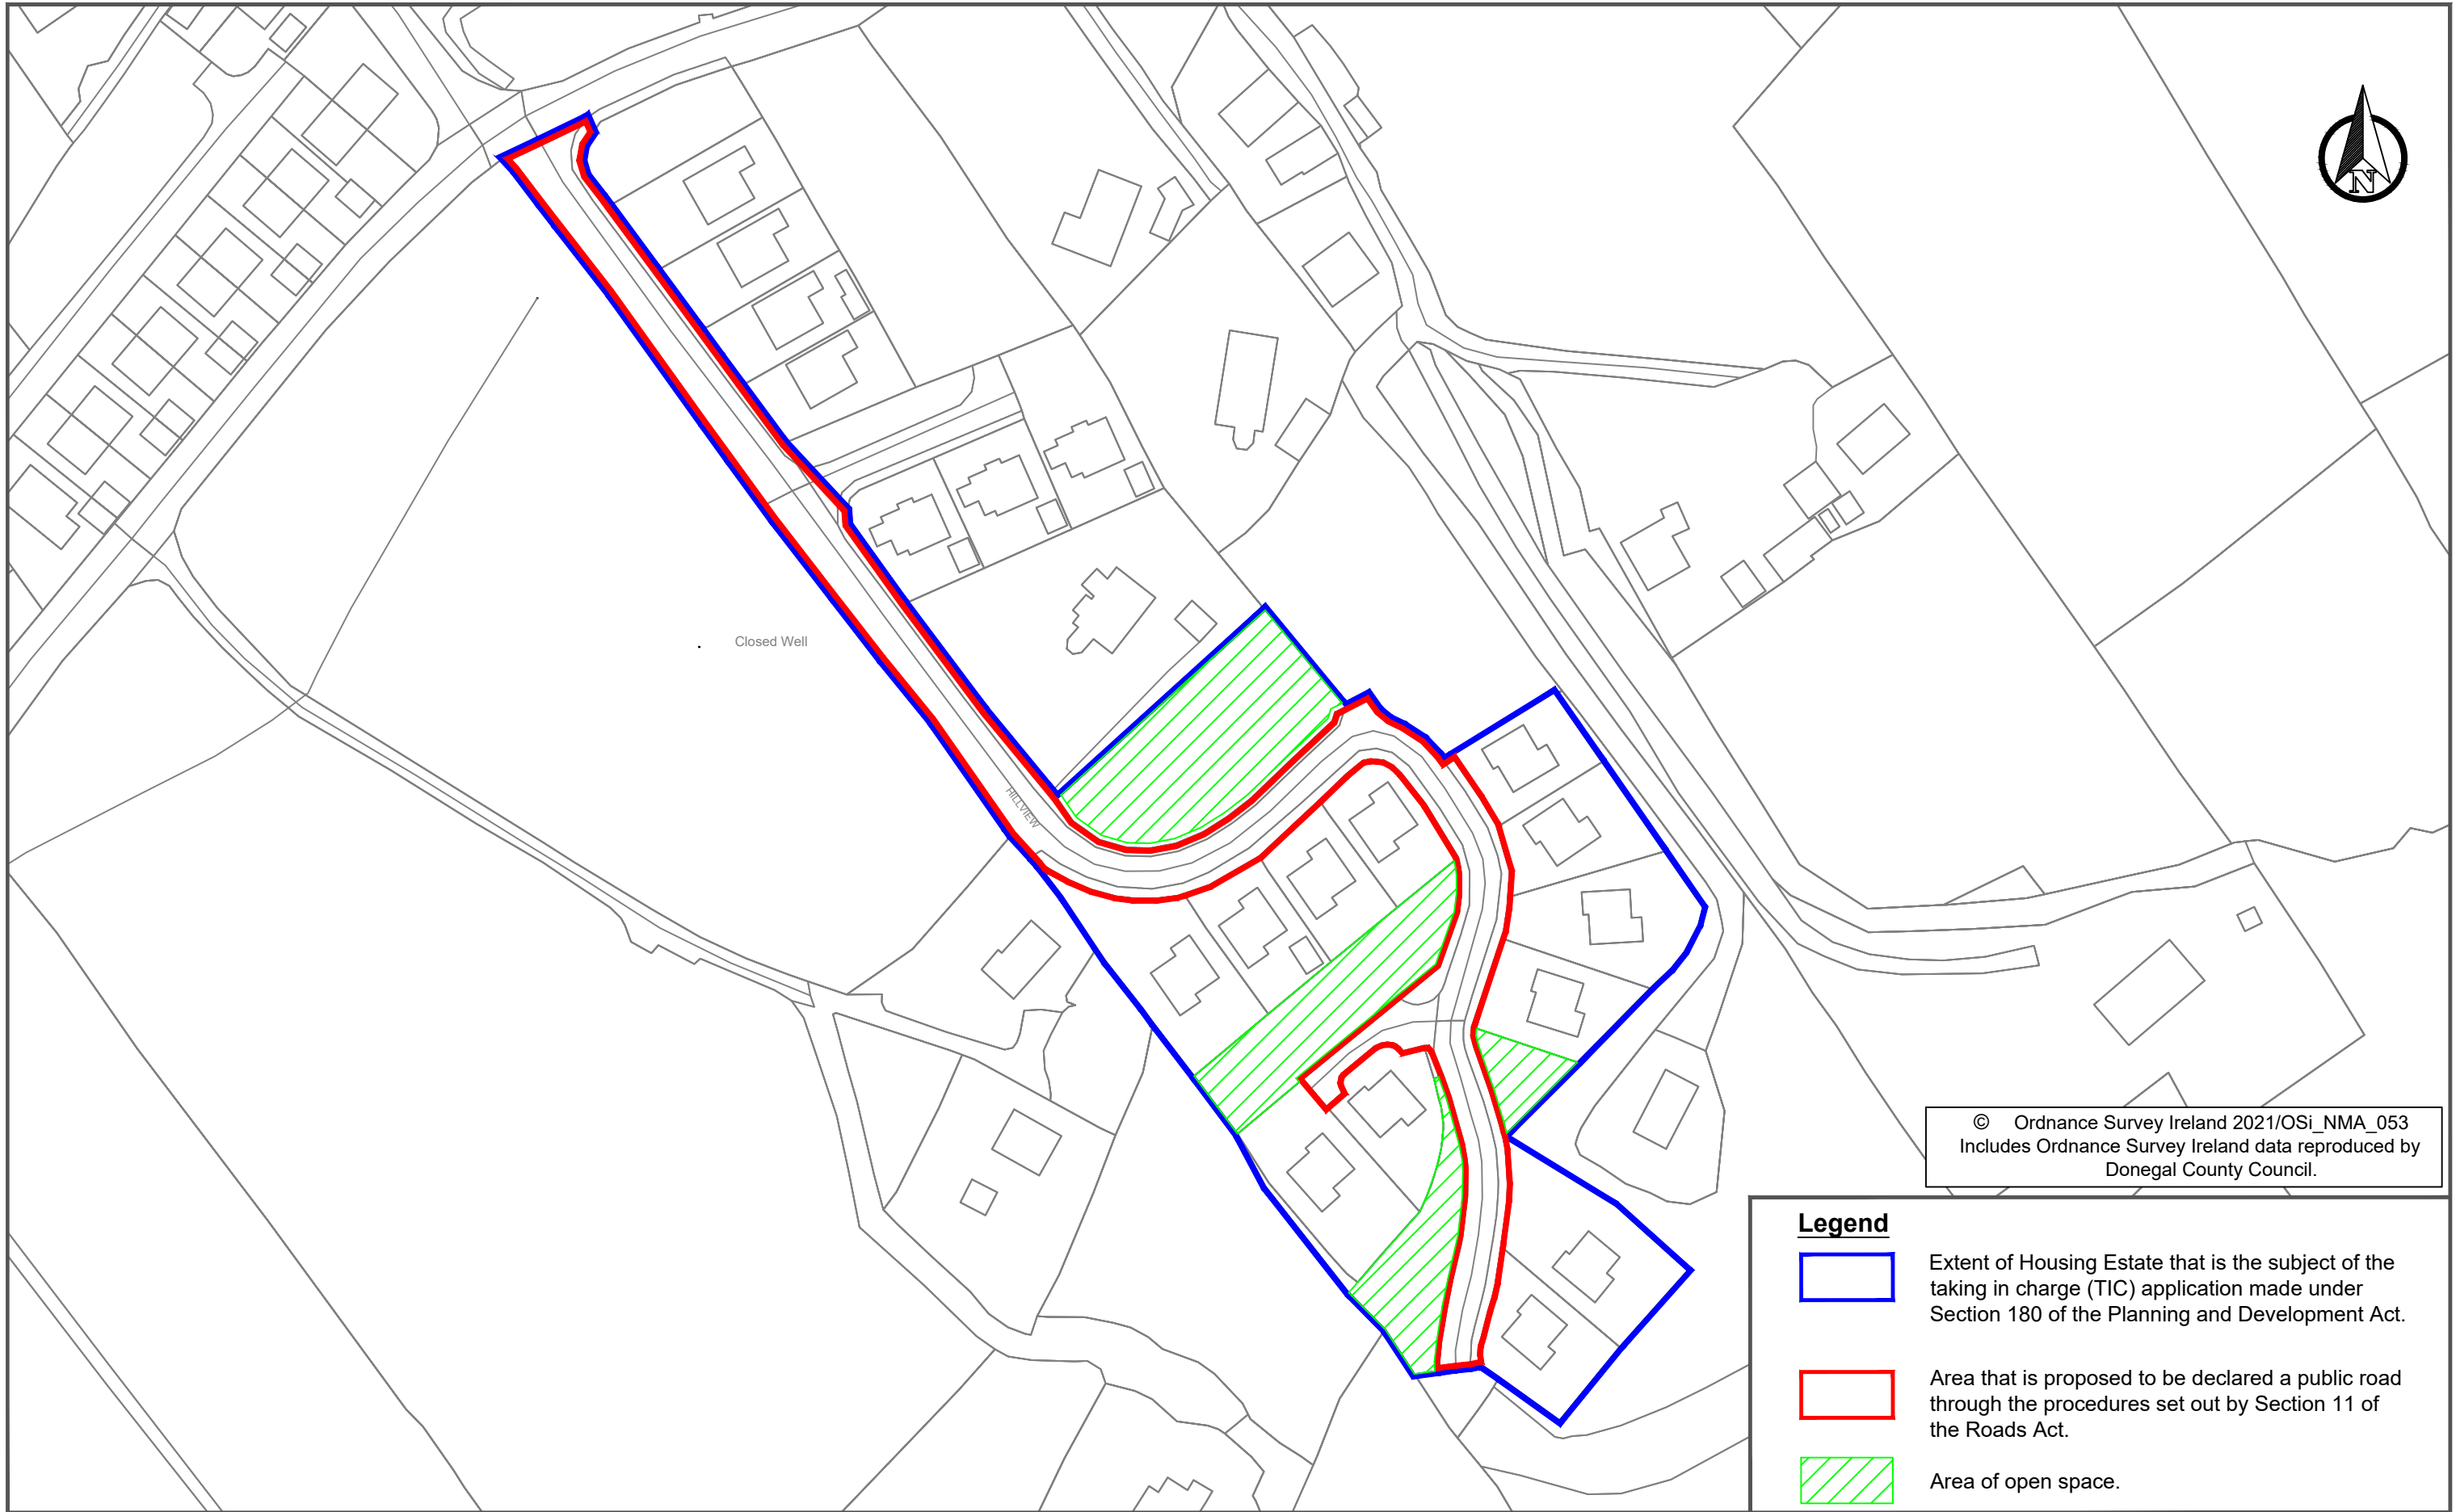 N
Closed Well
HILLVIEW
© Ordnance Survey Ireland 2021/OSi_NMA_053
Includes Ordnance Survey Ireland data reproduced by
Donegal County Council.
Legend
Extent of Housing Estate that is the subject of the
taking in charge (TIC) application made under
Section 180 of the Planning and Development Act.
Area that is proposed to be declared a public road
through the procedures set out by Section 11 of
the Roads Act.
Area of open space.